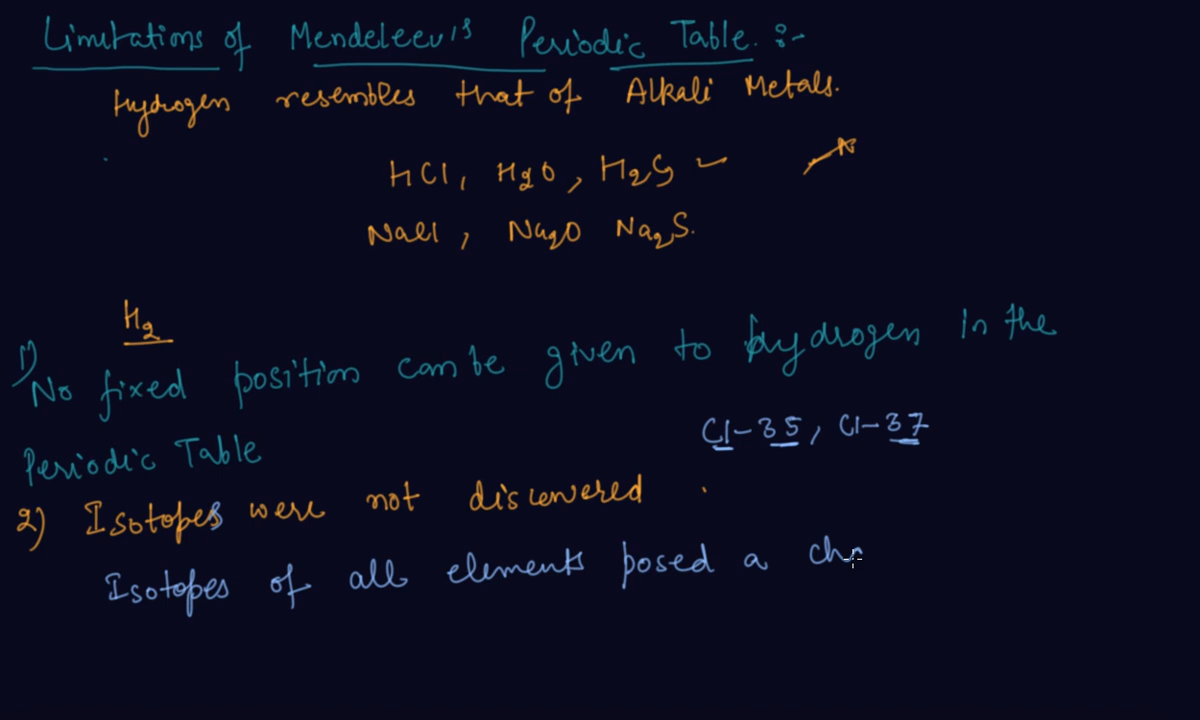 Limitations of Mendeleev's Periodic Table :-
Hydrogen resembles that of Alkali Metals.
HCl, H2O, H2S
NaCl, Na2O Na2S.
H2
1) No fixed position can be given to hydrogen in the
Cl-35, Cl-37
Periodic Table
2) Isotopes were not discovered
Isotopes of all elements posed a cha